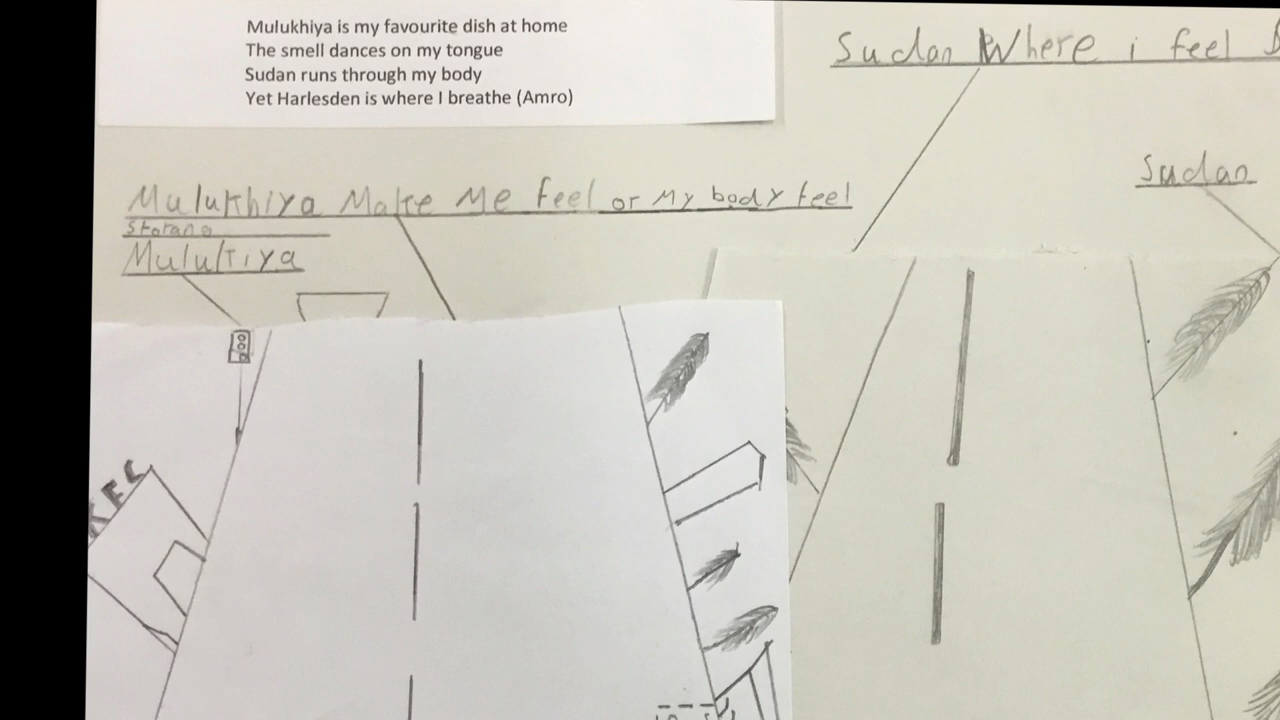 Mulukhiya is my favourite dish at home
The smell dances on my tongue
Sudan runs through my body
Yet Harlesden is where I breathe (Amro)
Sudan Where i feel
Sudan
Mulukhiya Make Me feel or My body feel
Mulutiya
KFC